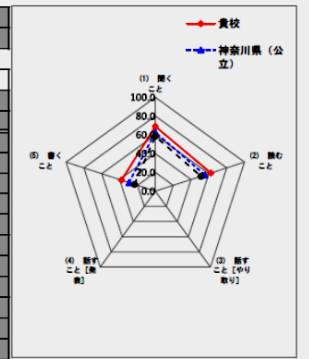 貴校
神奈川県（公
立）
(1) 聞く
こと
100.0
80.0
60.0
40.0
20.0
0.0
(2) 読む
こと
(3) 話す
こと［やり
取り］
(4) 話す
こと［発
表］
(5) 書く
こと